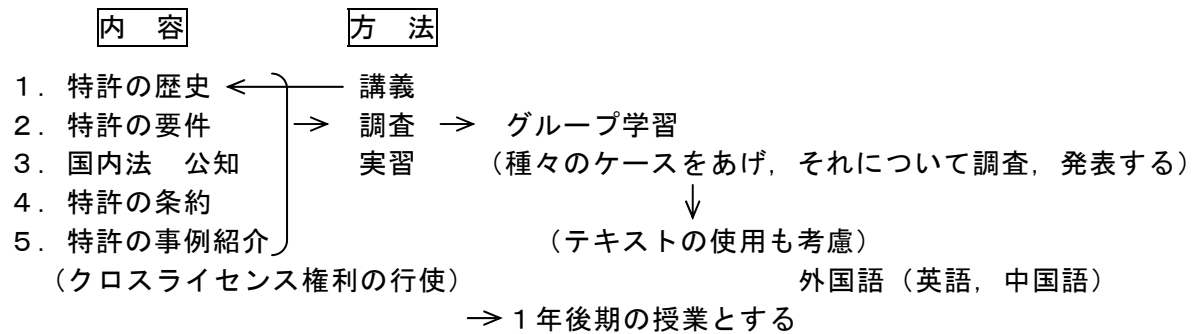 内　容　　方　法
１．特許の歴史 ← 講義
２．特許の要件 → 調査 → グループ学習
３．国内法　公知　実習　（種々のケースをあげ，それについて調査，発表する）
４．特許の条約　↓
５．特許の事例紹介　（テキストの使用も考慮）
（クロスライセンス権利の行使）　外国語（英語，中国語）
→１年後期の授業とする